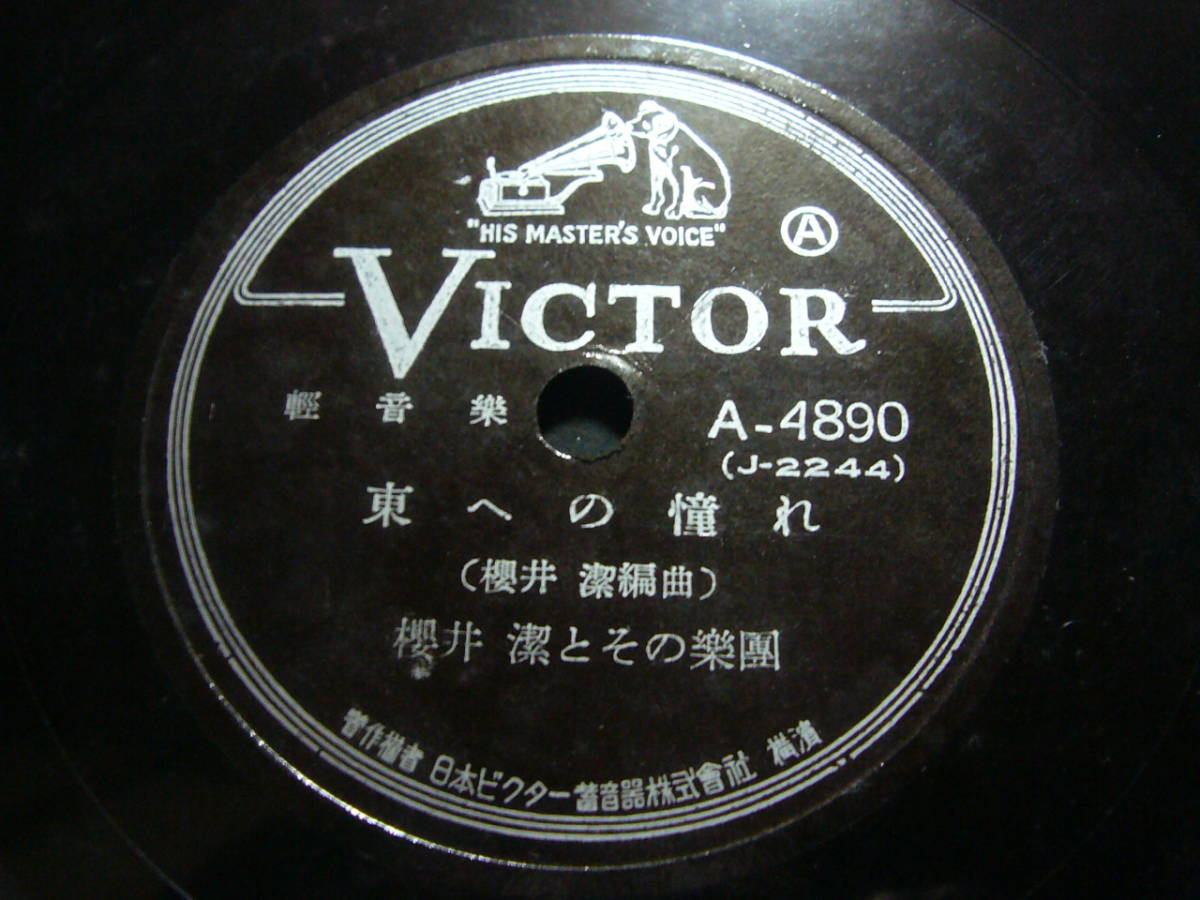 "HIS MASTER'S VOICE"
Ⓐ
VICTOR
輕音樂
A-4890
(J-2244)
東への憧れ
(櫻井 潔編曲)
櫻井 潔とその樂團
著作権者 日本ビクター蓄音器株式會社 横濱